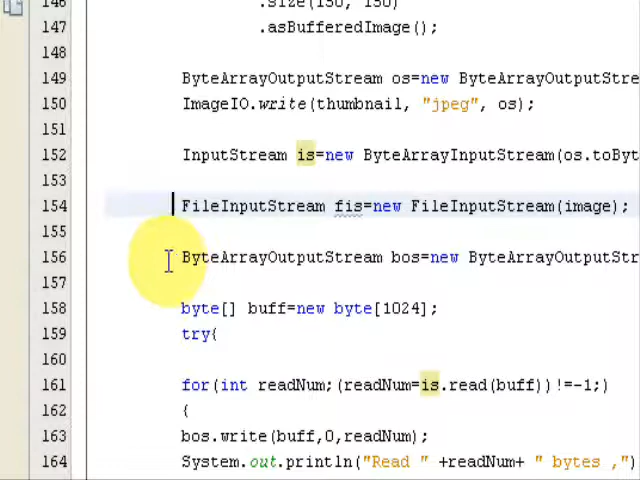 146 .size(150, 150)
147 .asBufferedImage();
148
149 ByteArrayOutputStream os=new ByteArrayOutputStre
150 ImageIO.write(thumbnail, "jpeg", os);
151
152 InputStream is=new ByteArrayInputStream(os.toByt
153
154 FileInputStream fis=new FileInputStream(image);
155
156 ByteArrayOutputStream bos=new ByteArrayOutputStr
157
158 byte[] buff=new byte[1024];
159 try{
160
161 for(int readNum;(readNum=is.read(buff))!=-1;)
162 {
163 bos.write(buff,0,readNum);
164 System.out.println("Read " +readNum+ " bytes ,")